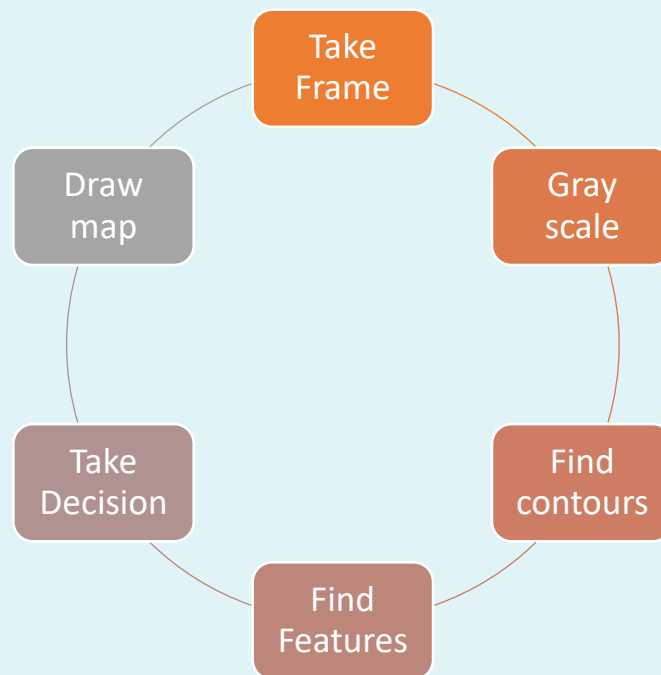 Take
Frame
Gray
scale
Find
contours
Find
Features
Take
Decision
Draw
map